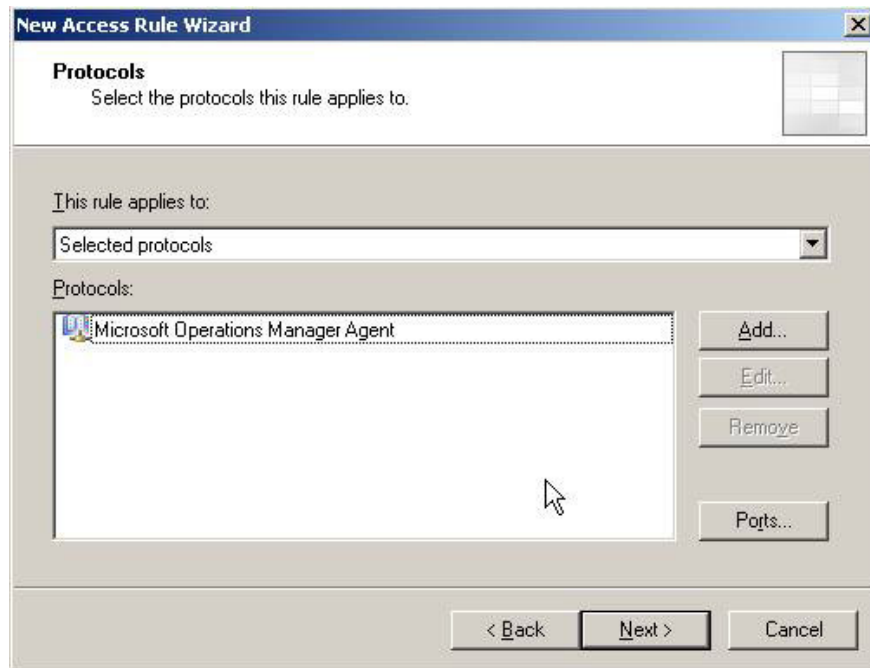 New Access Rule Wizard
Protocols
Select the protocols this rule applies to.
This rule applies to:
Selected protocols
Protocols:
Microsoft Operations Manager Agent
Add...
Edit...
Remove
Ports...
< Back
Next >
Cancel